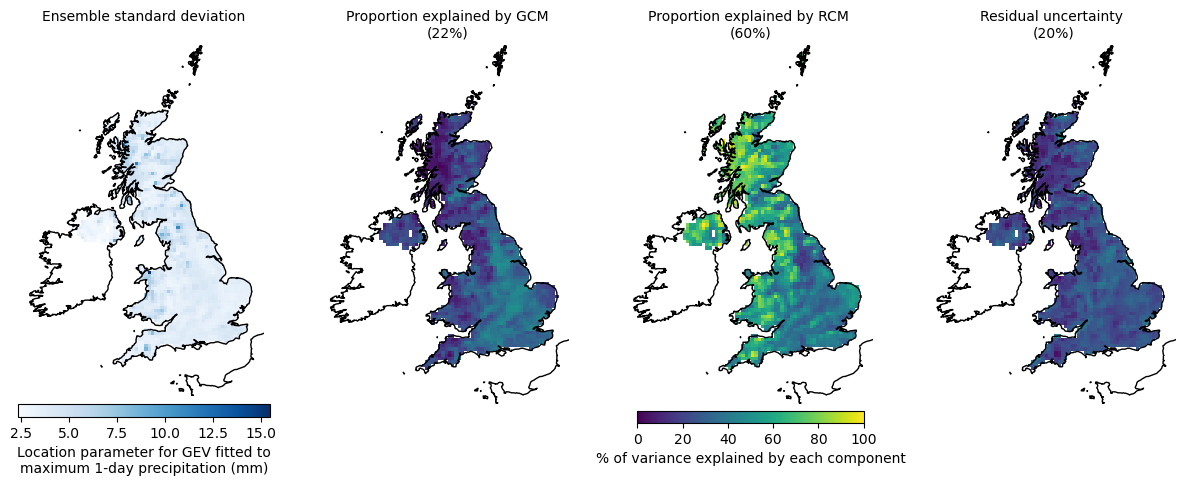 Ensemble standard deviation
Proportion explained by GCM
(22%)
Proportion explained by RCM
(60%)
Residual uncertainty
(20%)
2.5 5.0 7.5 10.0 12.5 15.0
Location parameter for GEV fitted to
maximum 1-day precipitation (mm)
0 20 40 60 80 100
% of variance explained by each component